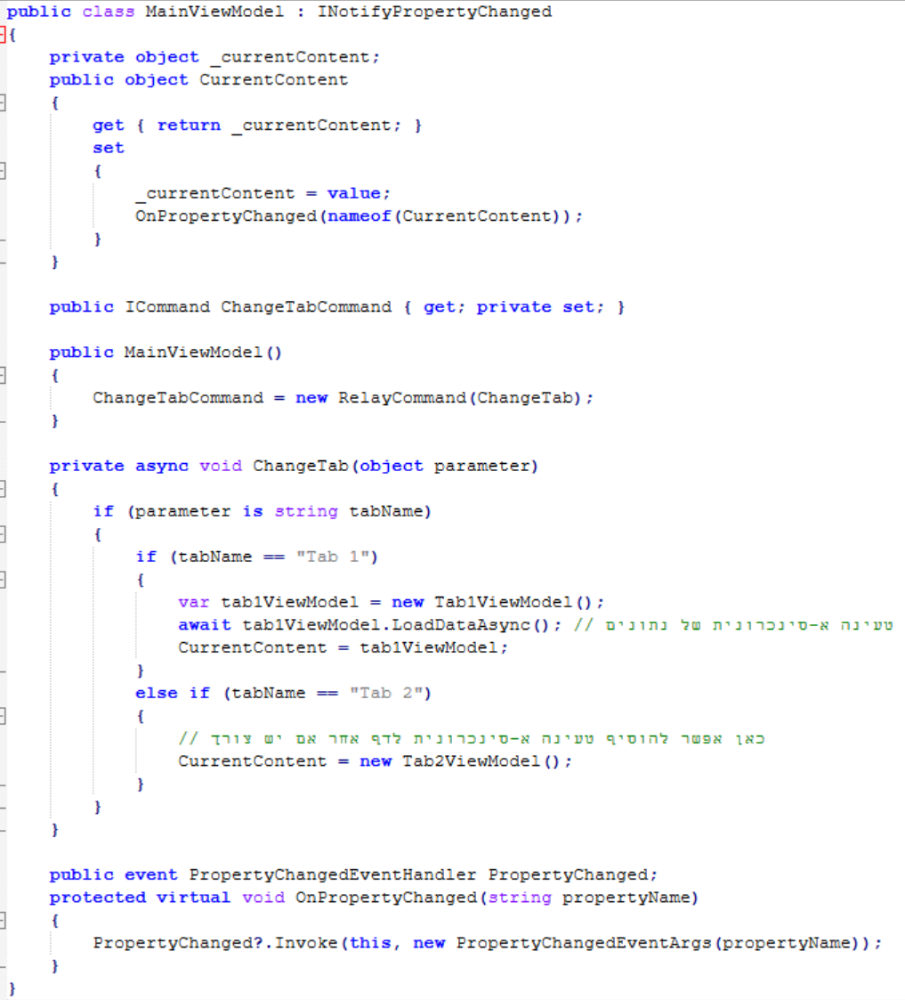 public class MainViewModel : INotifyPropertyChanged
{
    private object _currentContent;
    public object CurrentContent
    {
        get { return _currentContent; }
        set
        {
            _currentContent = value;
            OnPropertyChanged(nameof(CurrentContent));
        }
    }

    public ICommand ChangeTabCommand { get; private set; }

    public MainViewModel()
    {
        ChangeTabCommand = new RelayCommand(ChangeTab);
    }

    private async void ChangeTab(object parameter)
    {
        if (parameter is string tabName)
        {
            if (tabName == "Tab 1")
            {
                var tab1ViewModel = new Tab1ViewModel();
                await tab1ViewModel.LoadDataAsync(); // טעינה א-סינכרונית של נתונים
                CurrentContent = tab1ViewModel;
            }
            else if (tabName == "Tab 2")
            {
                // כאן אפשר להוסיף טעינה א-סינכרונית לדף אחר אם יש צורך
                CurrentContent = new Tab2ViewModel();
            }
        }
    }

    public event PropertyChangedEventHandler PropertyChanged;
    protected virtual void OnPropertyChanged(string propertyName)
    {
        PropertyChanged?.Invoke(this, new PropertyChangedEventArgs(propertyName));
    }
}